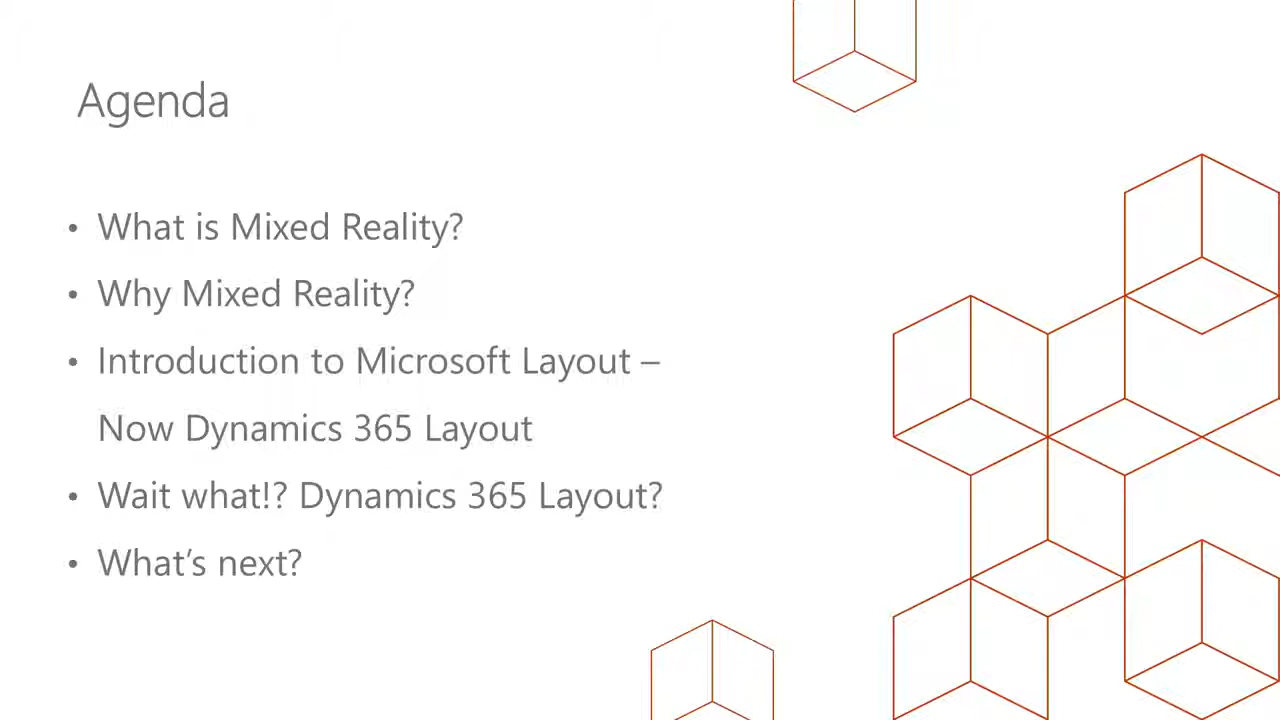 Agenda
• What is Mixed Reality?
• Why Mixed Reality?
• Introduction to Microsoft Layout –
Now Dynamics 365 Layout
• Wait what!? Dynamics 365 Layout?
• What’s next?